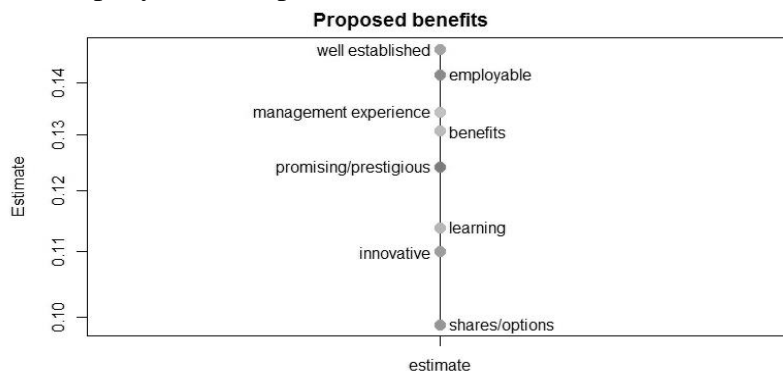 Proposed benefits
well established
employable
0.14
management experience
0.13
benefits
promising/prestigious
0.12
Estimate
learning
0.11
innovative
0.10
shares/options
estimate